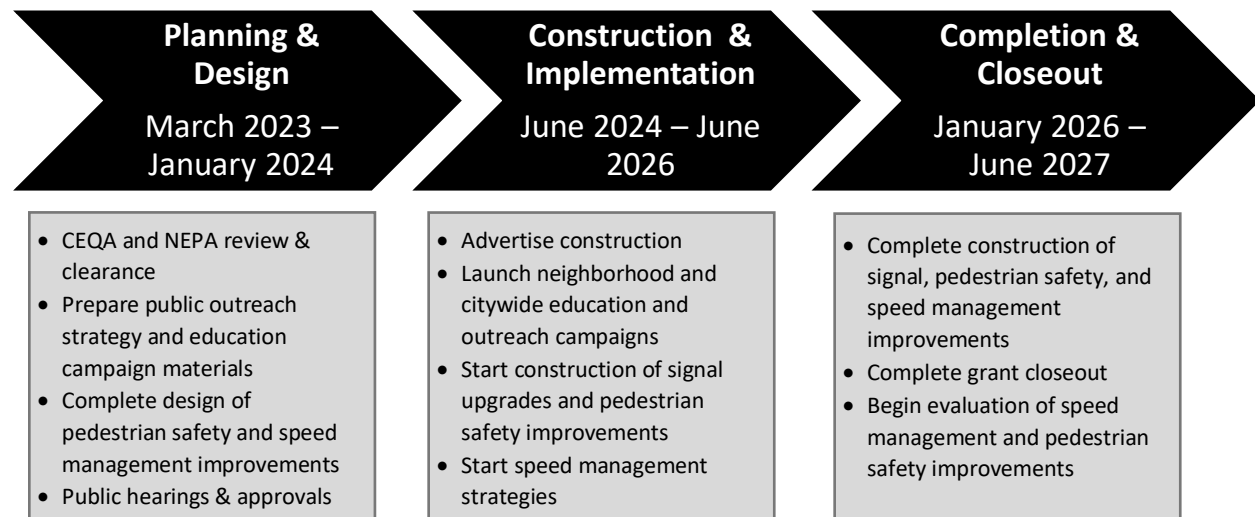 Planning &
Design
March 2023 –
January 2024
• CEQA and NEPA review &
clearance
• Prepare public outreach
strategy and education
campaign materials
• Complete design of
pedestrian safety and speed
management improvements
• Public hearings & approvals
Construction & 
Implementation
June 2024 – June
2026
• Advertise construction
• Launch neighborhood and
citywide education and
outreach campaigns
• Start construction of signal
upgrades and pedestrian
safety improvements
• Start speed management
strategies
Completion &
Closeout
January 2026 –
June 2027
• Complete construction of
signal, pedestrian safety, and
speed management
improvements
• Complete grant closeout
• Begin evaluation of speed
management and pedestrian
safety improvements